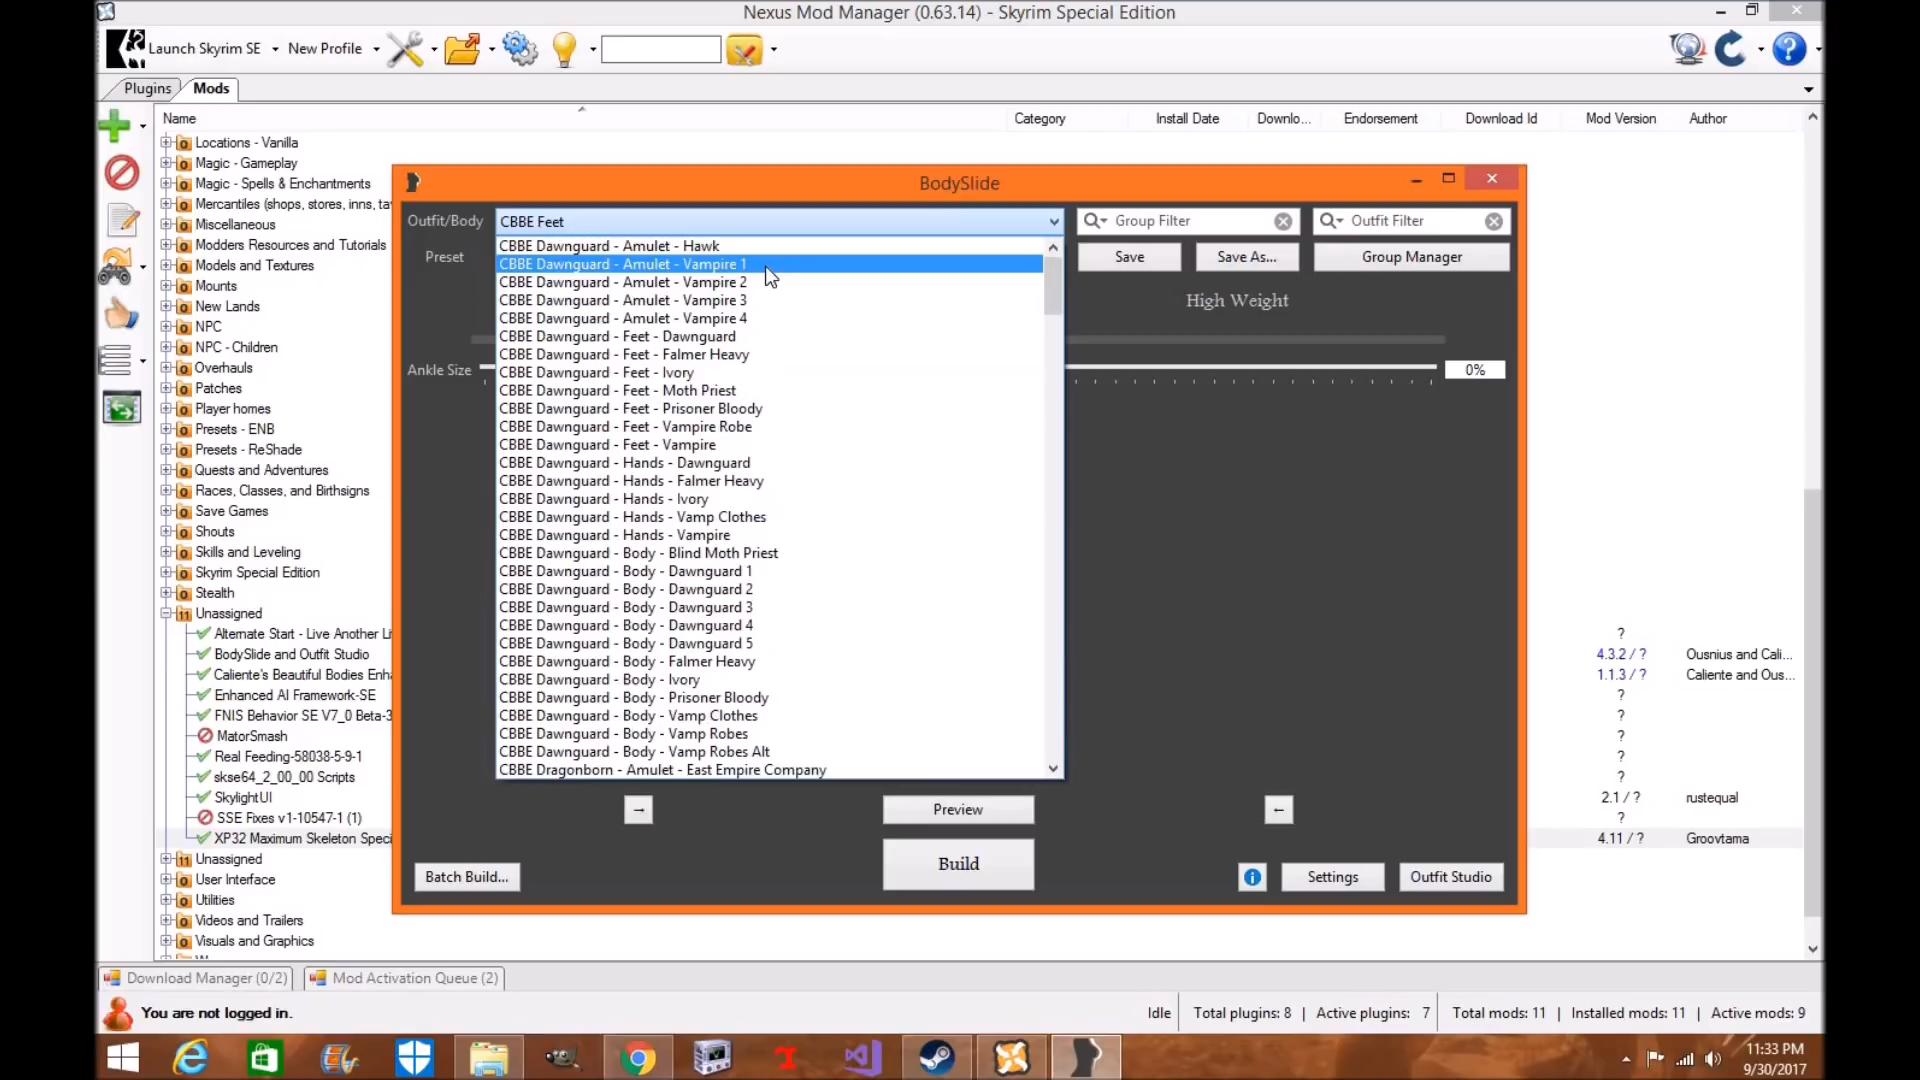 Nexus Mod Manager (0.63.14) - Skyrim Special Edition
Launch Skyrim SE
New Profile
Plugins
Mods
Name
Category
Install Date
Downlo...
Endorsement
Download Id
Mod Version
Author
Locations - Vanilla
Magic - Gameplay
Magic - Spells & Enchantments
Mercantiles (shops, stores, inns, ta
Miscellaneous
Modders Resources and Tutorials
Models and Textures
Mounts
New Lands
NPC
NPC - Children
Overhauls
Patches
Player homes
Presets - ENB
Presets - ReShade
Quests and Adventures
Races, Classes, and Birthsigns
Save Games
Shouts
Skills and Leveling
Skyrim Special Edition
Stealth
11 Unassigned
Alternate Start - Live Another Li
?
BodySlide and Outfit Studio
4.3.2 / ?
Ousnius and Cali...
Caliente's Beautiful Bodies Enh
1.1.3 / ?
Caliente and Ous...
Enhanced AI Framework-SE
?
FNIS Behavior SE V7_0 Beta-3
?
MatorSmash
?
Real Feeding-58038-5-9-1
?
skse64_2_00_00 Scripts
?
SkylightUI
2.1 / ?
rustequal
SSE Fixes v1-10547-1 (1)
?
XP32 Maximum Skeleton Speci
4.11 / ?
Groovtama
11 Unassigned
User Interface
Utilities
Videos and Trailers
Visuals and Graphics
BodySlide
Outfit/Body
CBBE Feet
Group Filter
Outfit Filter
Preset
Save
Save As...
Group Manager
High Weight
Ankle Size
0%
CBBE Dawnguard - Amulet - Hawk
CBBE Dawnguard - Amulet - Vampire 1
CBBE Dawnguard - Amulet - Vampire 2
CBBE Dawnguard - Amulet - Vampire 3
CBBE Dawnguard - Amulet - Vampire 4
CBBE Dawnguard - Feet - Dawnguard
CBBE Dawnguard - Feet - Falmer Heavy
CBBE Dawnguard - Feet - Ivory
CBBE Dawnguard - Feet - Moth Priest
CBBE Dawnguard - Feet - Prisoner Bloody
CBBE Dawnguard - Feet - Vampire Robe
CBBE Dawnguard - Feet - Vampire
CBBE Dawnguard - Hands - Dawnguard
CBBE Dawnguard - Hands - Falmer Heavy
CBBE Dawnguard - Hands - Ivory
CBBE Dawnguard - Hands - Vamp Clothes
CBBE Dawnguard - Hands - Vampire
CBBE Dawnguard - Body - Blind Moth Priest
CBBE Dawnguard - Body - Dawnguard 1
CBBE Dawnguard - Body - Dawnguard 2
CBBE Dawnguard - Body - Dawnguard 3
CBBE Dawnguard - Body - Dawnguard 4
CBBE Dawnguard - Body - Dawnguard 5
CBBE Dawnguard - Body - Falmer Heavy
CBBE Dawnguard - Body - Ivory
CBBE Dawnguard - Body - Prisoner Bloody
CBBE Dawnguard - Body - Vamp Clothes
CBBE Dawnguard - Body - Vamp Robes
CBBE Dawnguard - Body - Vamp Robes Alt
CBBE Dragonborn - Amulet - East Empire Company
Preview
Build
Batch Build...
Settings
Outfit Studio
Download Manager (0/2)
Mod Activation Queue (2)
You are not logged in.
Idle
Total plugins: 8 | Active plugins: 7
Total mods: 11 | Installed mods: 11 | Active mods: 9
11:33 PM
9/30/2017